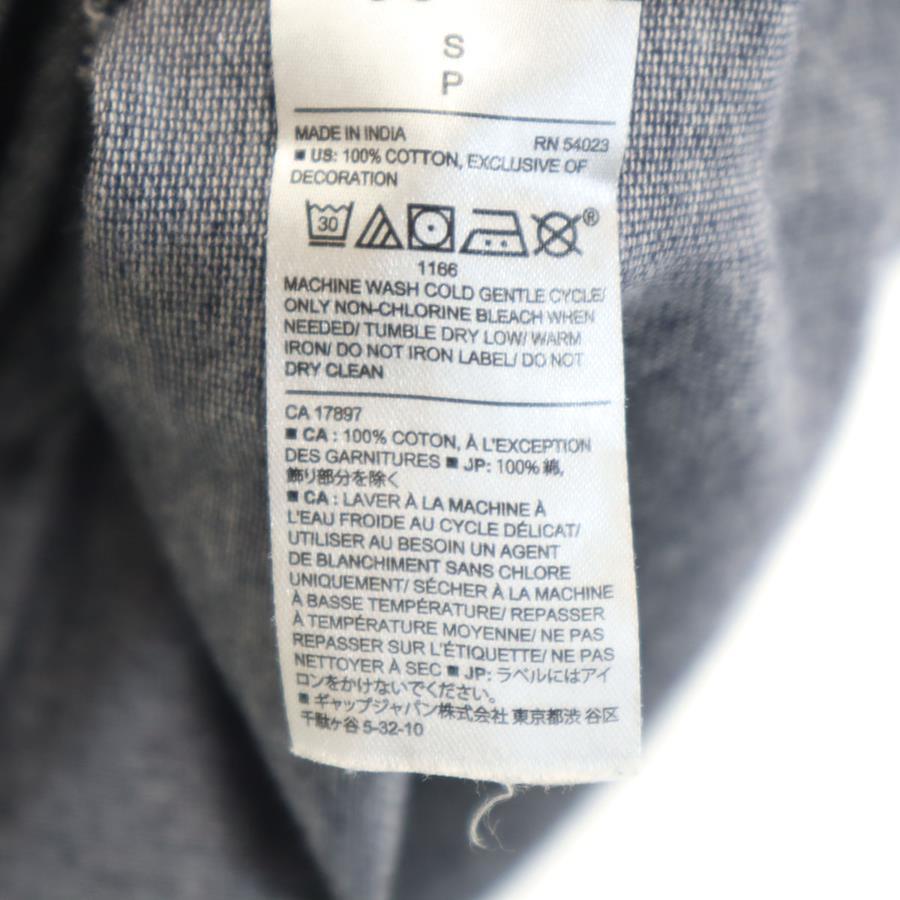 S
P
MADE IN INDIA RN 54023
■ US: 100% COTTON, EXCLUSIVE OF
DECORATION
30
®
1166
MACHINE WASH COLD GENTLE CYCLE/
ONLY NON-CHLORINE BLEACH WHEN
NEEDED/ TUMBLE DRY LOW/ WARM
IRON/ DO NOT IRON LABEL/ DO NOT
DRY CLEAN
CA 17897
■ CA : 100% COTON, À L'EXCEPTION
DES GARNITURES ■ JP: 100% 綿,
飾り部分を除く
■ CA : LAVER À LA MACHINE À
L'EAU FROIDE AU CYCLE DÉLICAT/
UTILISER AU BESOIN UN AGENT
DE BLANCHIMENT SANS CHLORE
UNIQUEMENT/ SÉCHER À LA MACHINE
À BASSE TEMPÉRATURE/ REPASSER
À TEMPÉRATURE MOYENNE/ NE PAS
REPASSER SUR L'ÉTIQUETTE/ NE PAS
NETTOYER À SEC ■ JP: ラベルにはアイ
ロンをかけないでください。
■ ギャップジャパン株式会社 東京都渋 谷区
千駄ヶ谷 5-32-10